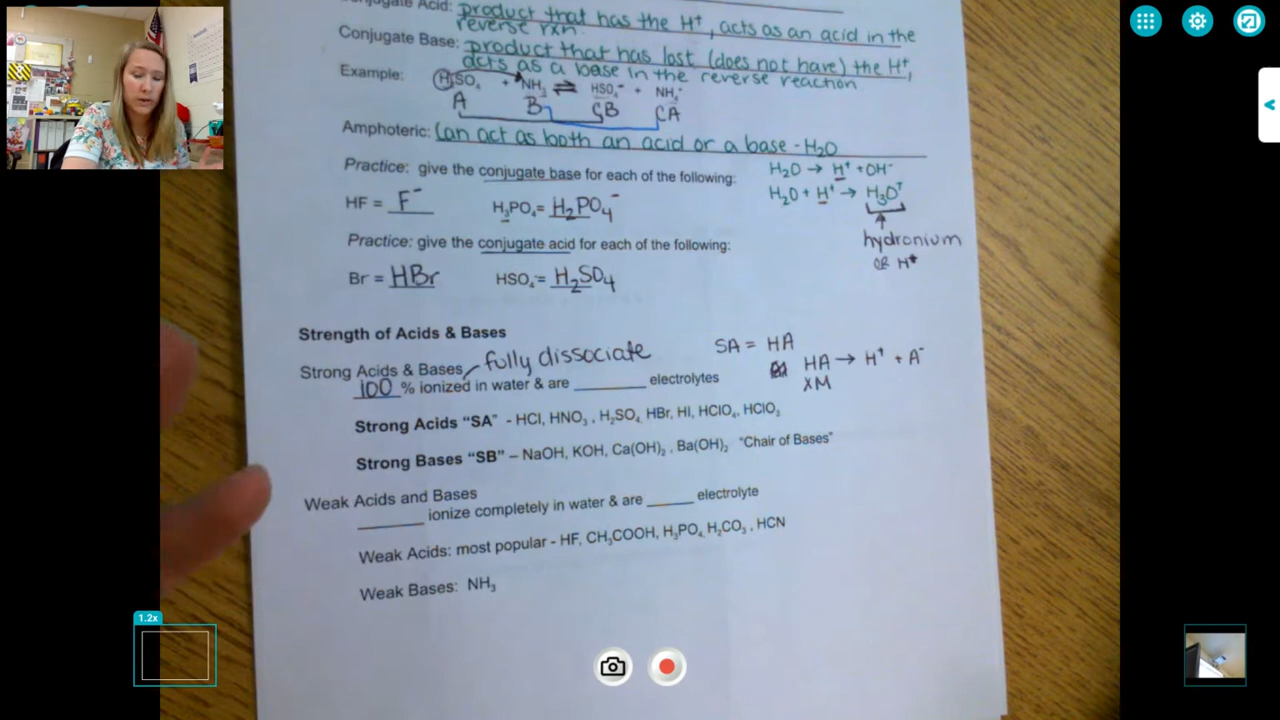 Conjugate Acid: product that has the H⁺, acts as an acid in the
reverse rxn.
Conjugate Base: product that has lost (does not have) the H⁺,
acts as a base in the reverse reaction
Example: H₂SO₄ + NH₃ ⇌ HSO₄⁻ + NH₄⁺
A B CB CA
Amphoteric: Can act as both an acid or a base - H₂O
Practice: give the conjugate base for each of the following:
H₂O → H⁺ + OH⁻
HF = F⁻ H₃PO₄= H₂PO₄⁻
H₂O + H⁺ → H₃O⁺
hydronium
OR H⁺
Practice: give the conjugate acid for each of the following:
Br = HBr HSO₄⁻= H₂SO₄
Strength of Acids & Bases
Strong Acids & Bases - fully dissociate
SA = HA
HA → H⁺ + A⁻
XM
100 % ionized in water & are ________ electrolytes
Strong Acids "SA" - HCl, HNO₃ , H₂SO₄, HBr, HI, HClO₄, HClO₃
Strong Bases "SB" – NaOH, KOH, Ca(OH)₂ , Ba(OH)₂ "Chair of Bases"
Weak Acids and Bases
________ ionize completely in water & are ______ electrolyte
Weak Acids: most popular - HF, CH₃COOH, H₃PO₄, H₂CO₃ , HCN
Weak Bases: NH₃
1.2x